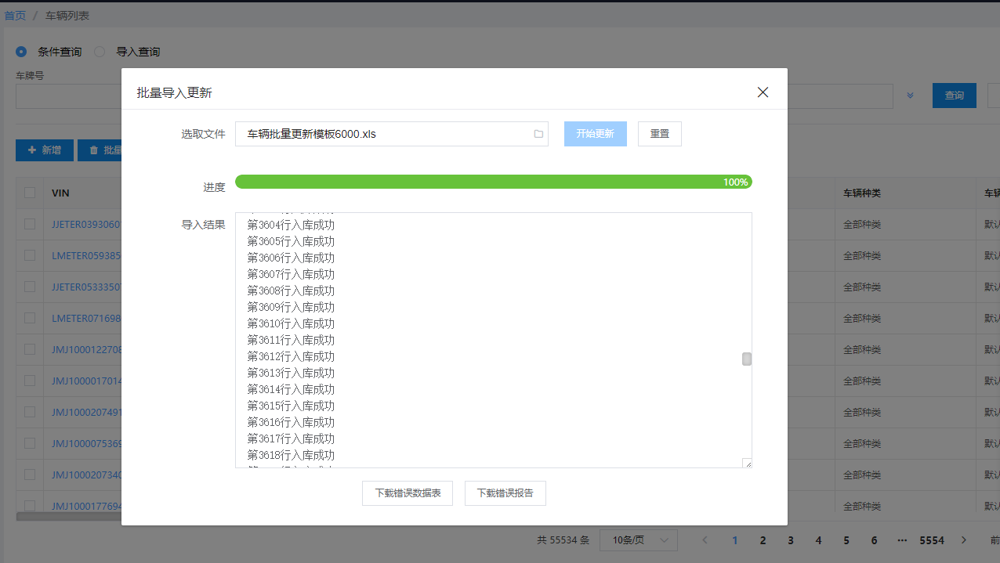 首页 / 车辆列表
条件查询 导入查询
车牌号
查询
新增 批量
批量导入更新
选取文件 车辆批量更新模板6000.xls 开始更新 重置
进度 100%
导入结果
第3604行入库成功
第3605行入库成功
第3606行入库成功
第3607行入库成功
第3608行入库成功
第3609行入库成功
第3610行入库成功
第3611行入库成功
第3612行入库成功
第3613行入库成功
第3614行入库成功
第3615行入库成功
第3616行入库成功
第3617行入库成功
第3618行入库成功
下载错误数据表 下载错误报告
VIN 车辆种类 车辆
JJETER0393060 全部种类 默认
LMETER059385 全部种类 默认
JJETER0533350 全部种类 默认
LMETER071698 全部种类 默认
JMJ1000122708 全部种类 默认
JMJ1000017014 全部种类 默认
JMJ1000207491 全部种类 默认
JMJ1000075369 全部种类 默认
JMJ1000207340 全部种类 默认
JMJ1000177694 全部种类 默认
共 55534 条 10条/页 1 2 3 4 5 6 ··· 5554 前